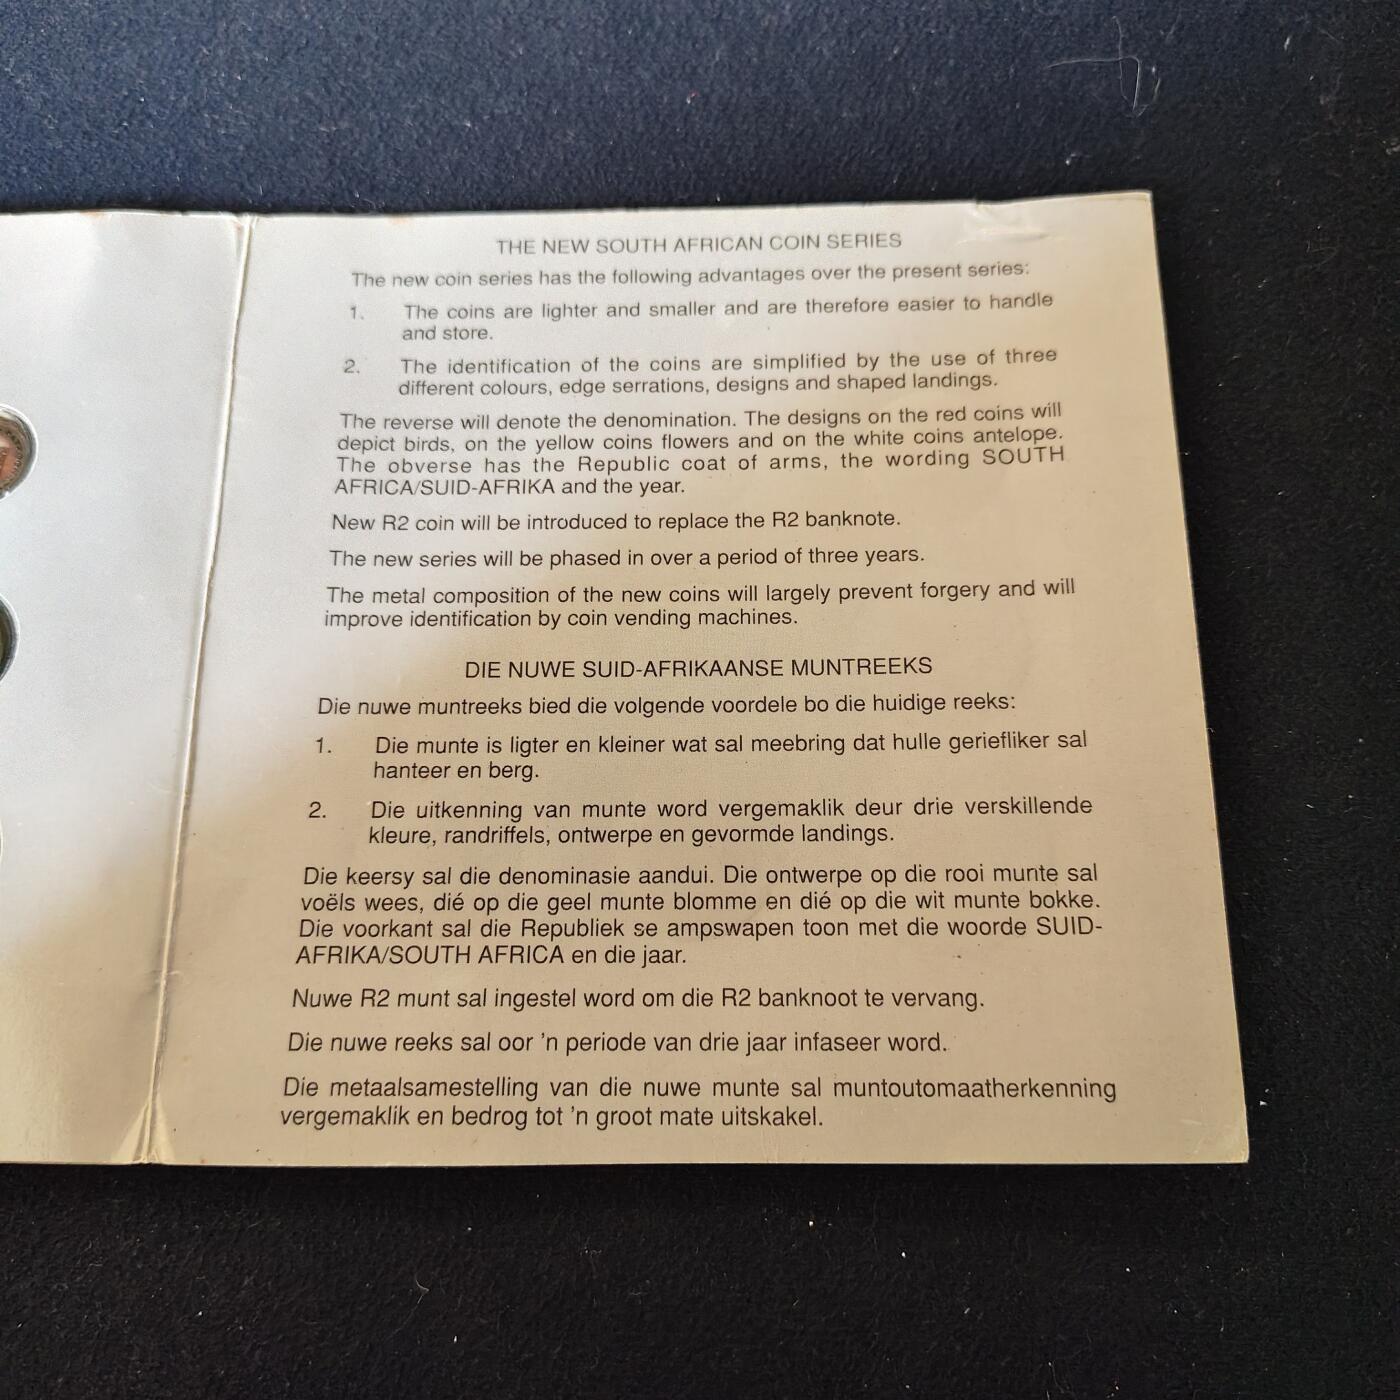 THE NEW SOUTH AFRICAN COIN SERIES
The new coin series has the following advantages over the present series:
1. The coins are lighter and smaller and are therefore easier to handle
and store.
2. The identification of the coins are simplified by the use of three
different colours, edge serrations, designs and shaped landings.
The reverse will denote the denomination. The designs on the red coins will
depict birds, on the yellow coins flowers and on the white coins antelope.
The obverse has the Republic coat of arms, the wording SOUTH
AFRICA/SUID-AFRIKA and the year.
New R2 coin will be introduced to replace the R2 banknote.
The new series will be phased in over a period of three years.
The metal composition of the new coins will largely prevent forgery and will
improve identification by coin vending machines.
DIE NUWE SUID-AFRIKAANSE MUNTREEKS
Die nuwe muntreeks bied die volgende voordele bo die huidige reeks:
1. Die munte is ligter en kleiner wat sal meebring dat hulle geriefliker sal
hanteer en berg.
2. Die uitkenning van munte word vergemaklik deur drie verskillende
kleure, randriffels, ontwerpe en gevormde landings.
Die keersy sal die denominasie aandui. Die ontwerpe op die rooi munte sal
voëls wees, dié op die geel munte blomme en dié op die wit munte bokke.
Die voorkant sal die Republiek se ampswapen toon met die woorde SUID-
AFRIKA/SOUTH AFRICA en die jaar.
Nuwe R2 munt sal ingestel word om die R2 banknoot te vervang.
Die nuwe reeks sal oor 'n periode van drie jaar infaseer word.
Die metaalsamestelling van die nuwe munte sal muntoutomaatherkenning
vergemaklik en bedrog tot 'n groot mate uitskakel.